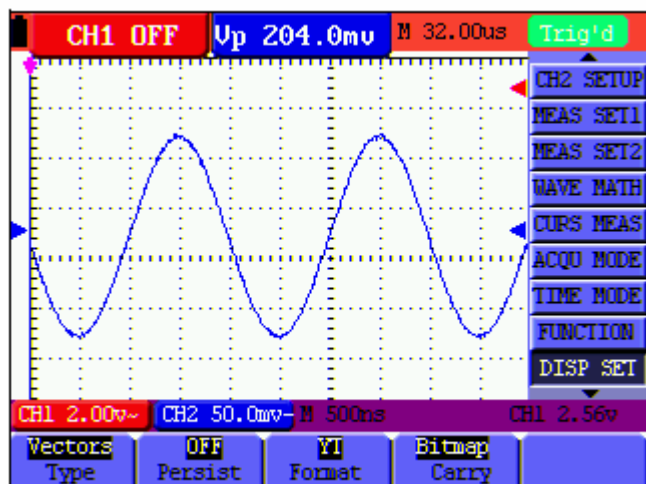 CH1 OFF
Vp 204.0mv
M 32.00us
Trig'd
CH2 SETUP
MEAS SET1
MEAS SET2
WAVE MATH
CURS MEAS
ACQU MODE
TIME MODE
FUNCTION
DISP SET
CH1 2.00v~
CH2 50.0mv-
M 500ns
CH1 2.56v
Vectors
Type
OFF
Persist
YT
Format
Bitmap
Carry